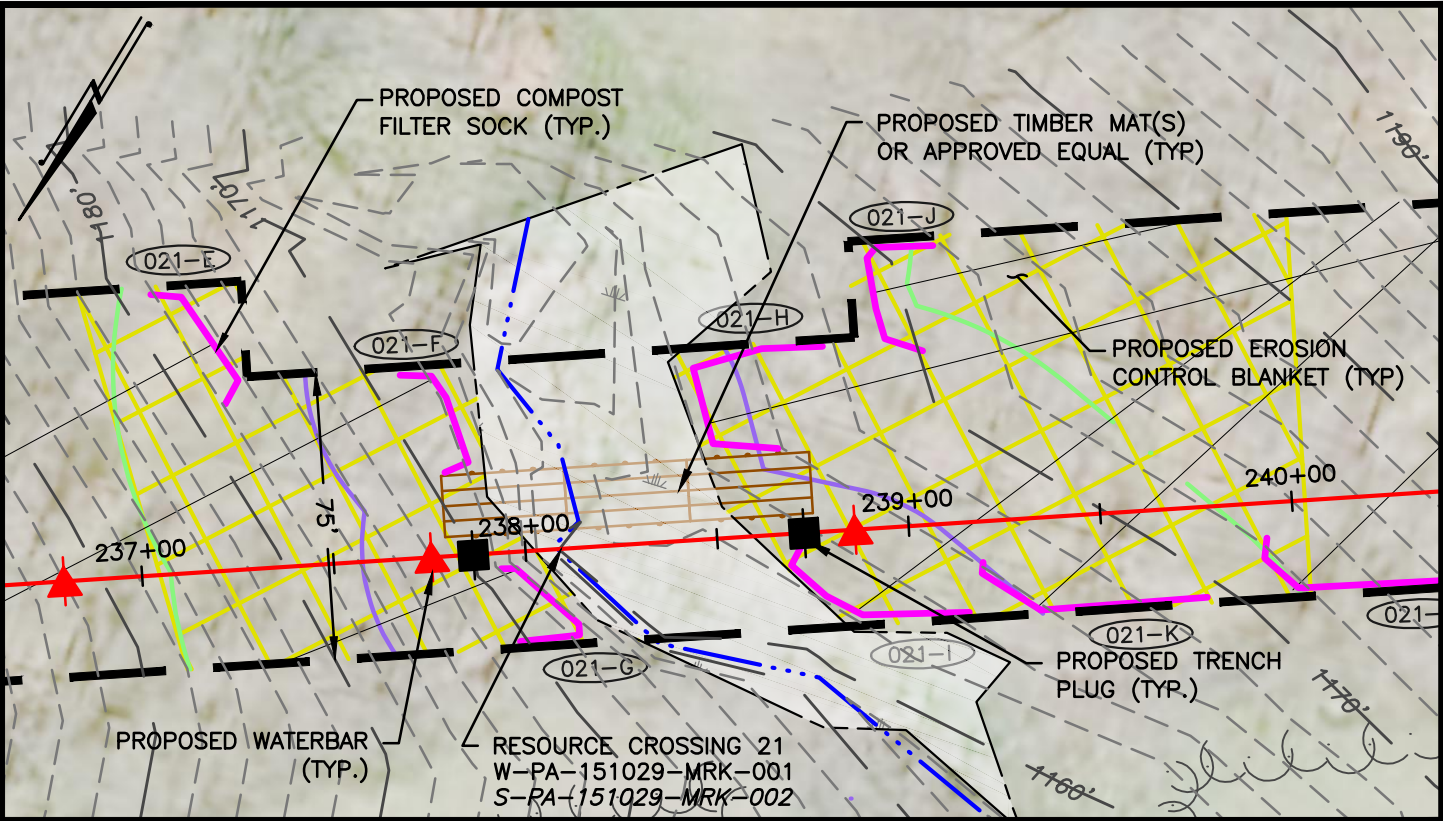 PROPOSED COMPOST
FILTER SOCK (TYP.)
PROPOSED TIMBER MAT(S)
OR APPROVED EQUAL (TYP)
1190'
1180'
1170'
021-E
021-J
021-H
021-F
PROPOSED EROSION
CONTROL BLANKET (TYP)
75'
237+00
238+00
239+00
240+00
021-G
021-I
021-K
021-
PROPOSED TRENCH
PLUG (TYP.)
1170'
1160'
PROPOSED WATERBAR
(TYP.)
RESOURCE CROSSING 21
W-PA-151029-MRK-001
S-PA-151029-MRK-002